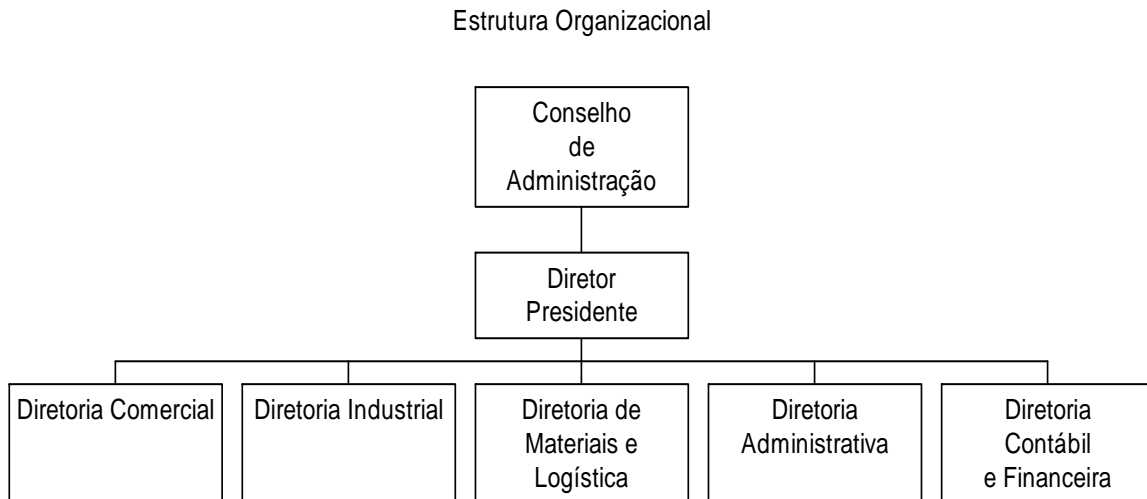 Estrutura Organizacional
Conselho
de
Administração
Diretor
Presidente
Diretoria Comercial
Diretoria Industrial
Diretoria de
Materiais e
Logística
Diretoria
Administrativa
Diretoria
Contábil
e Financeira